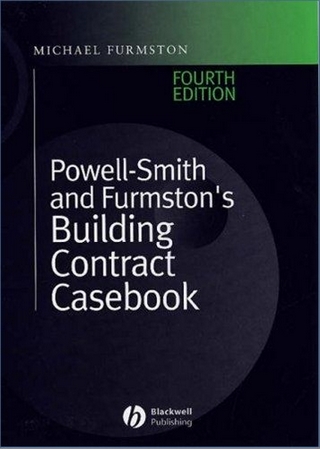 MICHAEL FURMSTON
FOURTH
EDITION
Powell-Smith
and Furmston's
Building
Contract
Casebook
b
Blackwell
Publishing